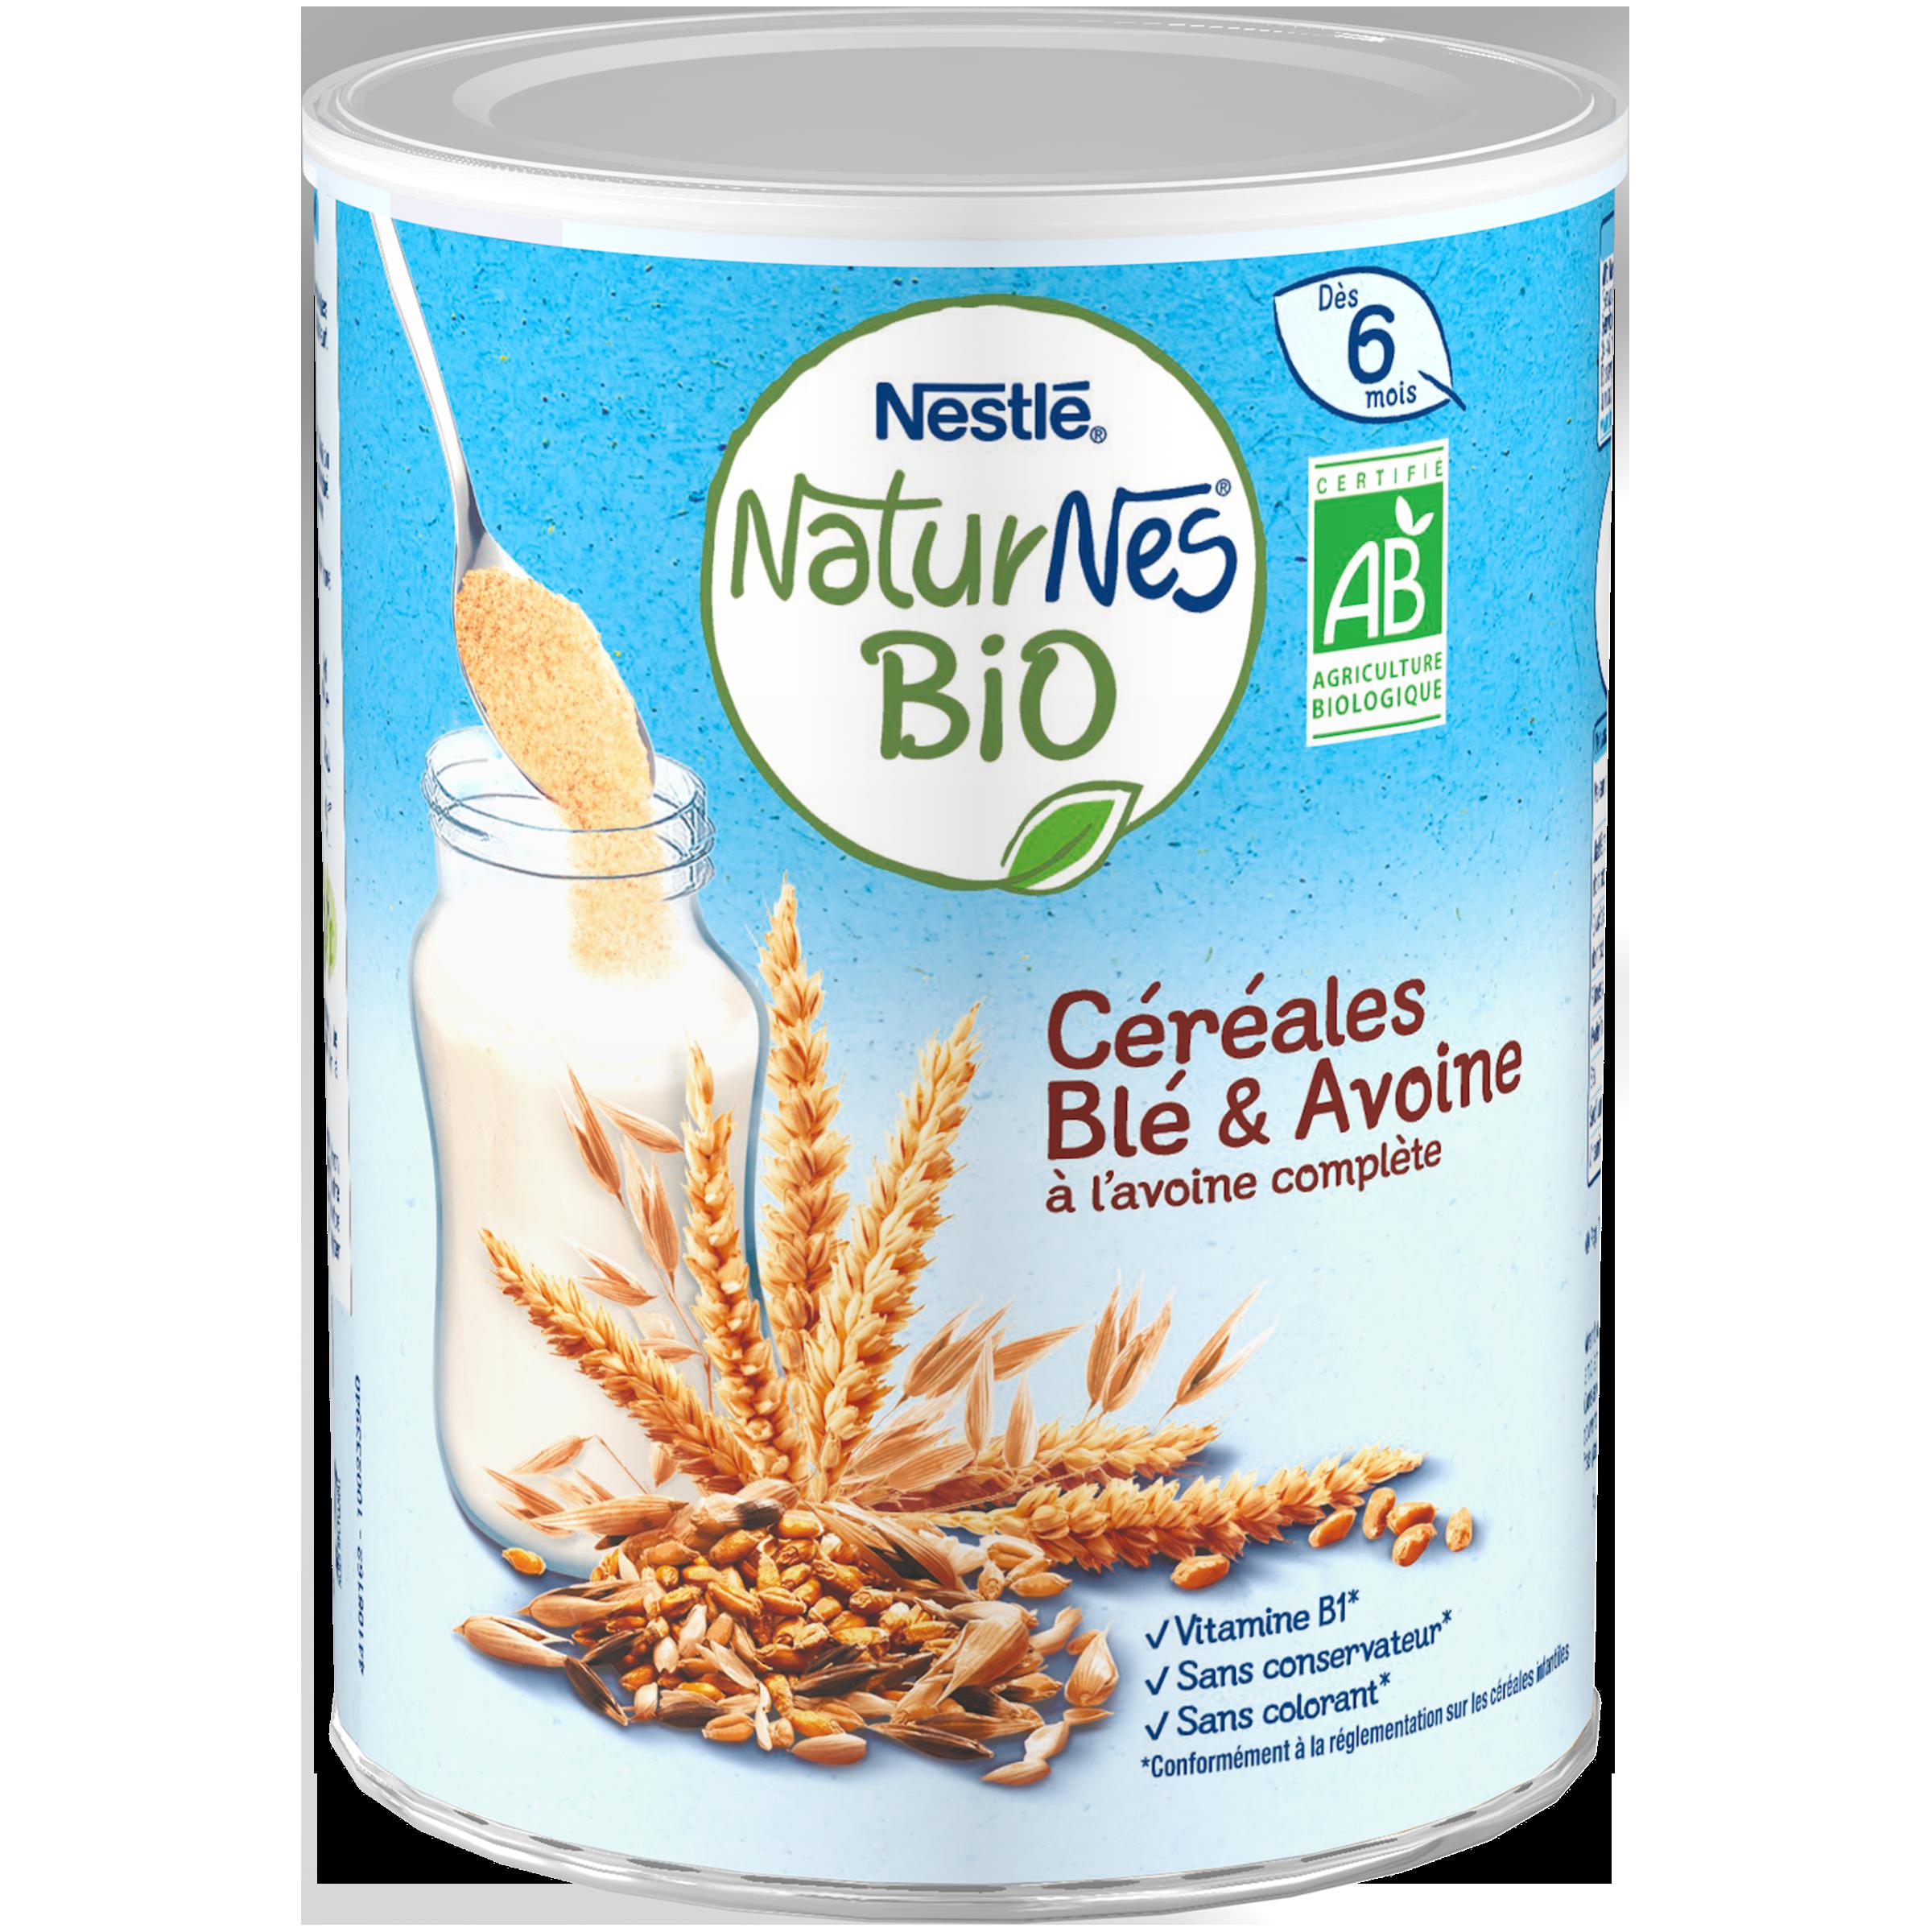 Dès
6
mois
Nestlé®
NaturNes®
BiO
CERTIFIÉ
AB
AGRICULTURE
BIOLOGIQUE
Céréales
Blé & Avoine
à l'avoine complète
✓ Vitamine B1*
✓ Sans conservateur*
✓ Sans colorant*
*Conformément à la réglementation sur les céréales infantiles